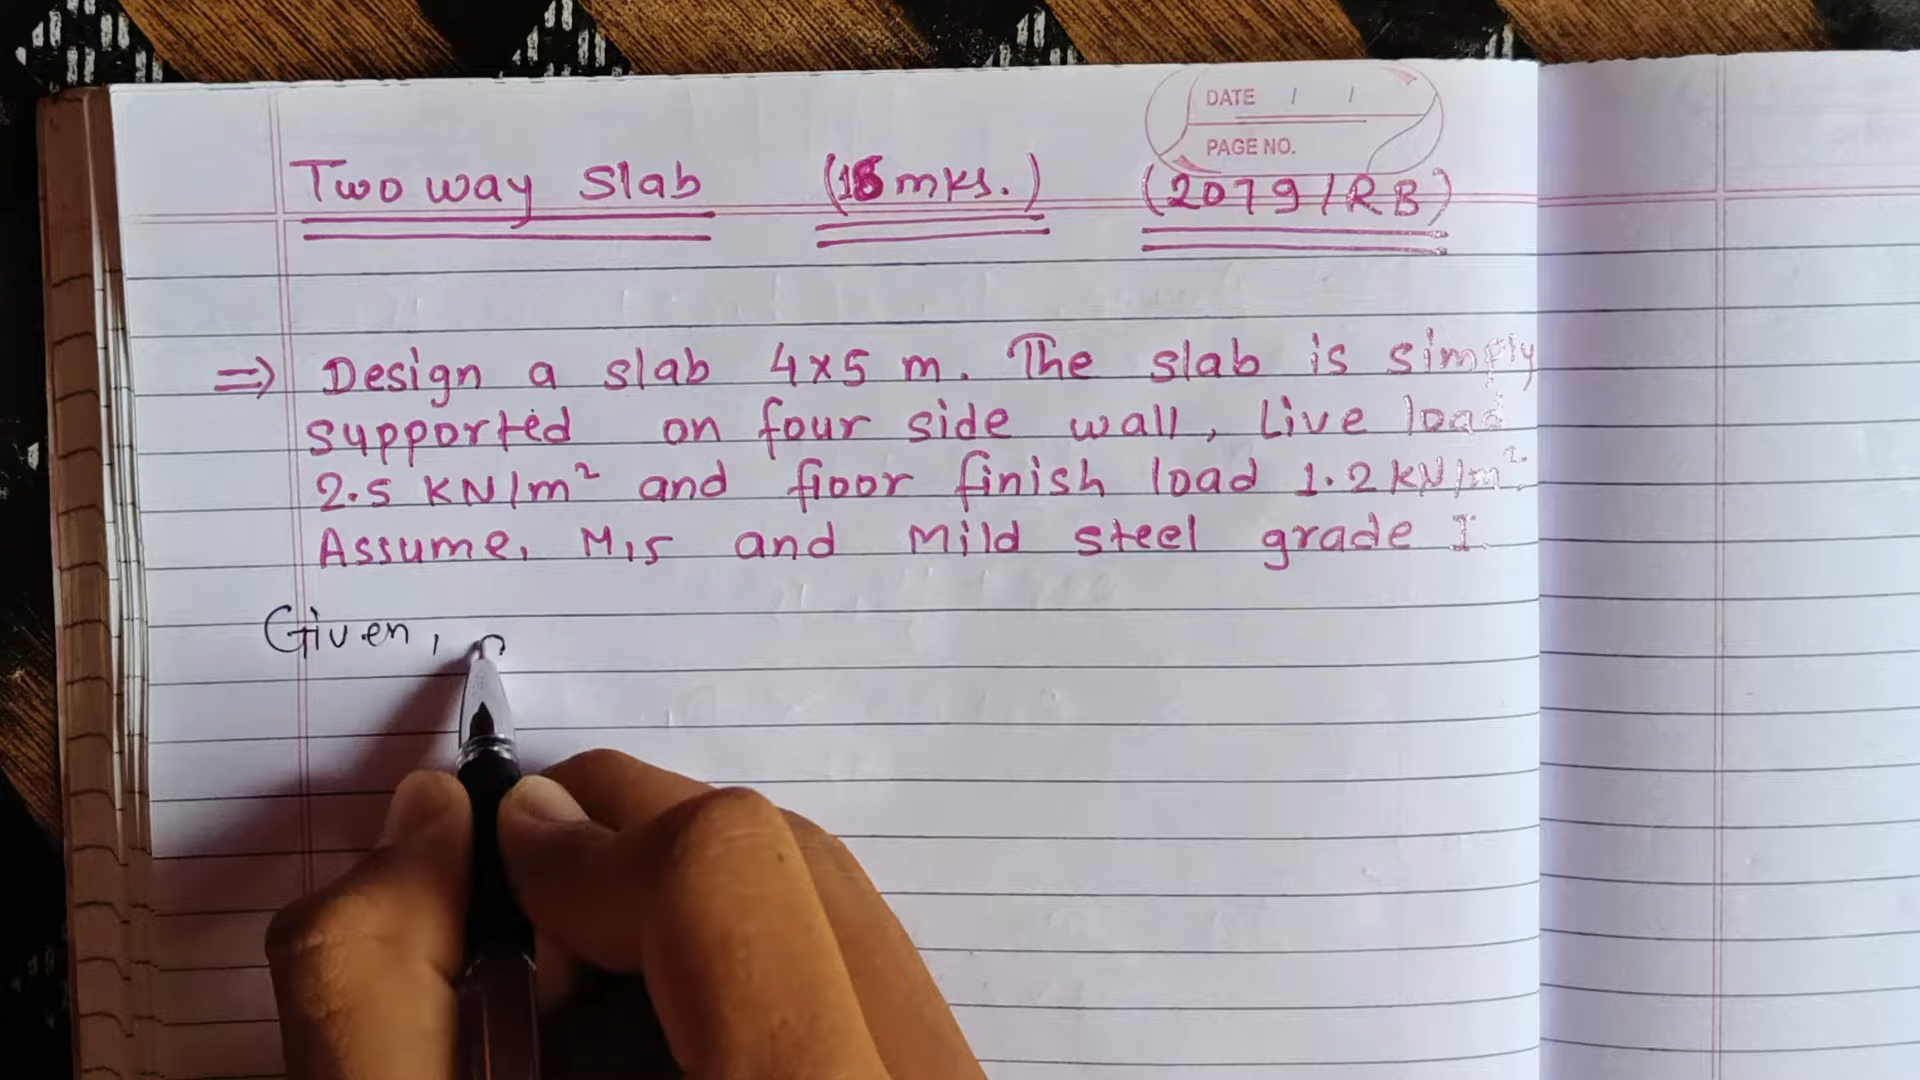 DATE / /
PAGE NO.
Two way Slab (16 mks.) (2079/RB)
⇒ Design a slab 4x5 m. The slab is simply
supported on four side wall, Live load
2.5 KN/m² and floor finish load 1.2 kN/m².
Assume, M15 and Mild steel grade I
Given,